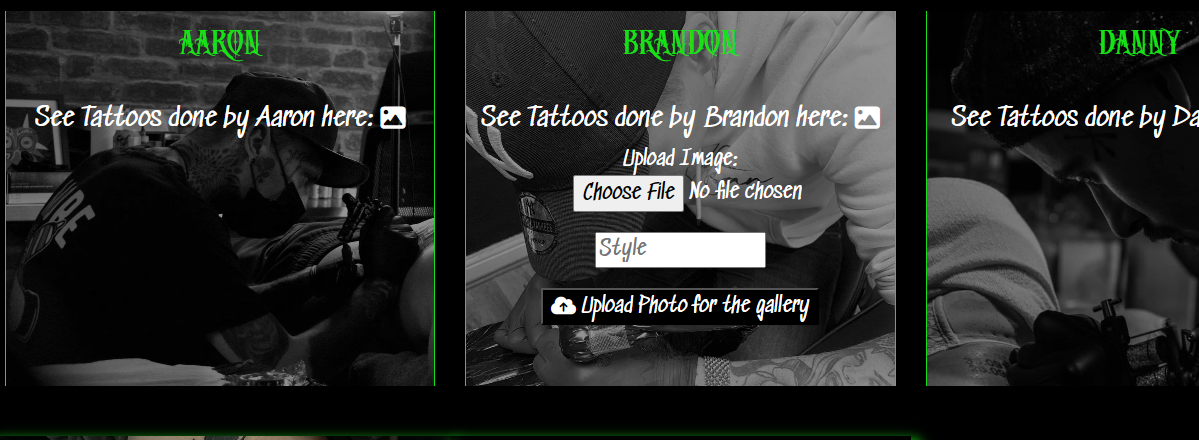 AARON
See Tattoos done by Aaron here:
BRANDON
See Tattoos done by Brandon here:
Upload Image:
Choose File No file chosen
Style
Upload Photo for the gallery
DANNY
See Tattoos done by